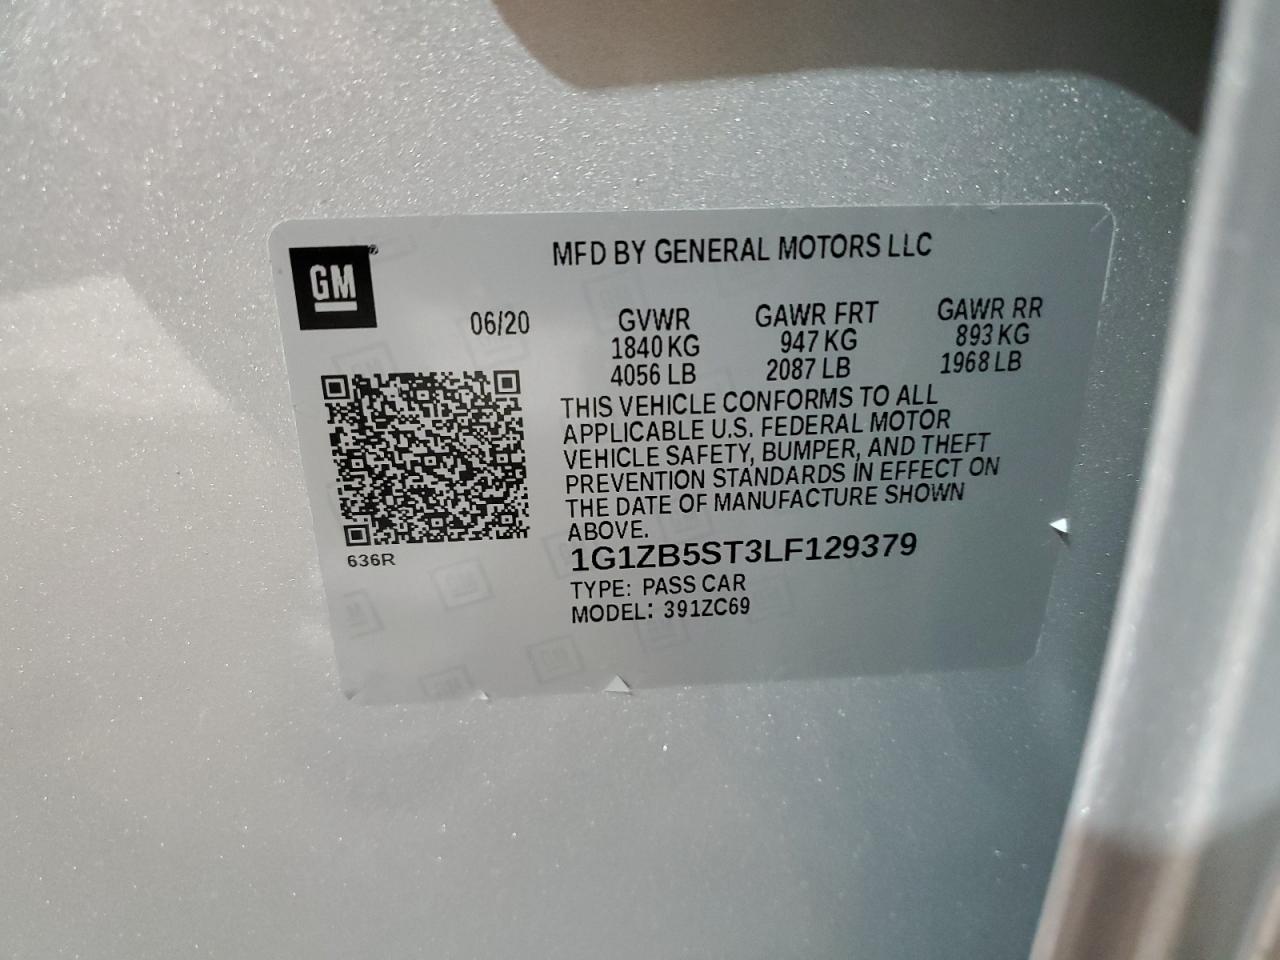 GM®
MFD BY GENERAL MOTORS LLC
06/20
GVWR GAWR FRT GAWR RR
1840 KG 947 KG 893 KG
4056 LB 2087 LB 1968 LB
THIS VEHICLE CONFORMS TO ALL
APPLICABLE U.S. FEDERAL MOTOR
VEHICLE SAFETY, BUMPER, AND THEFT
PREVENTION STANDARDS IN EFFECT ON
THE DATE OF MANUFACTURE SHOWN
ABOVE.
636R
1G1ZB5ST3LF129379
TYPE: PASS CAR
MODEL: 391ZC69